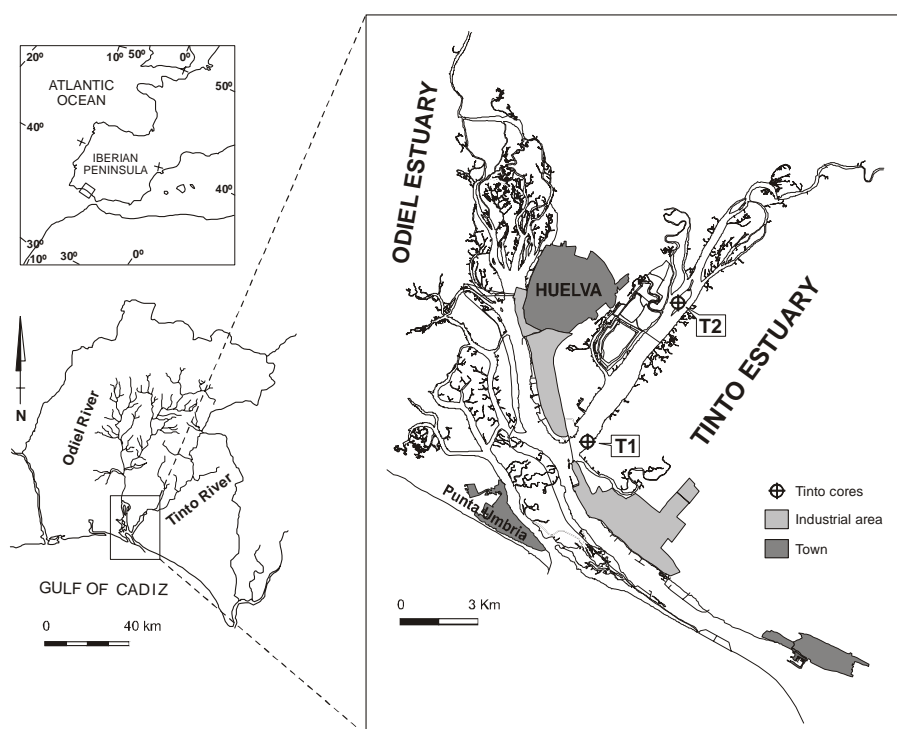 20º
10º
50º
0º
50º
ATLANTIC
OCEAN
40º
IBERIAN
PENINSULA
40º
30º
10º
30º
0º
N
Odiel River
Tinto River
GULF OF CADIZ
0
40 km
ODIEL ESTUARY
HUELVA
T2
TINTO ESTUARY
T1
Punta Umbria
Tinto cores
Industrial area
Town
0
3 Km